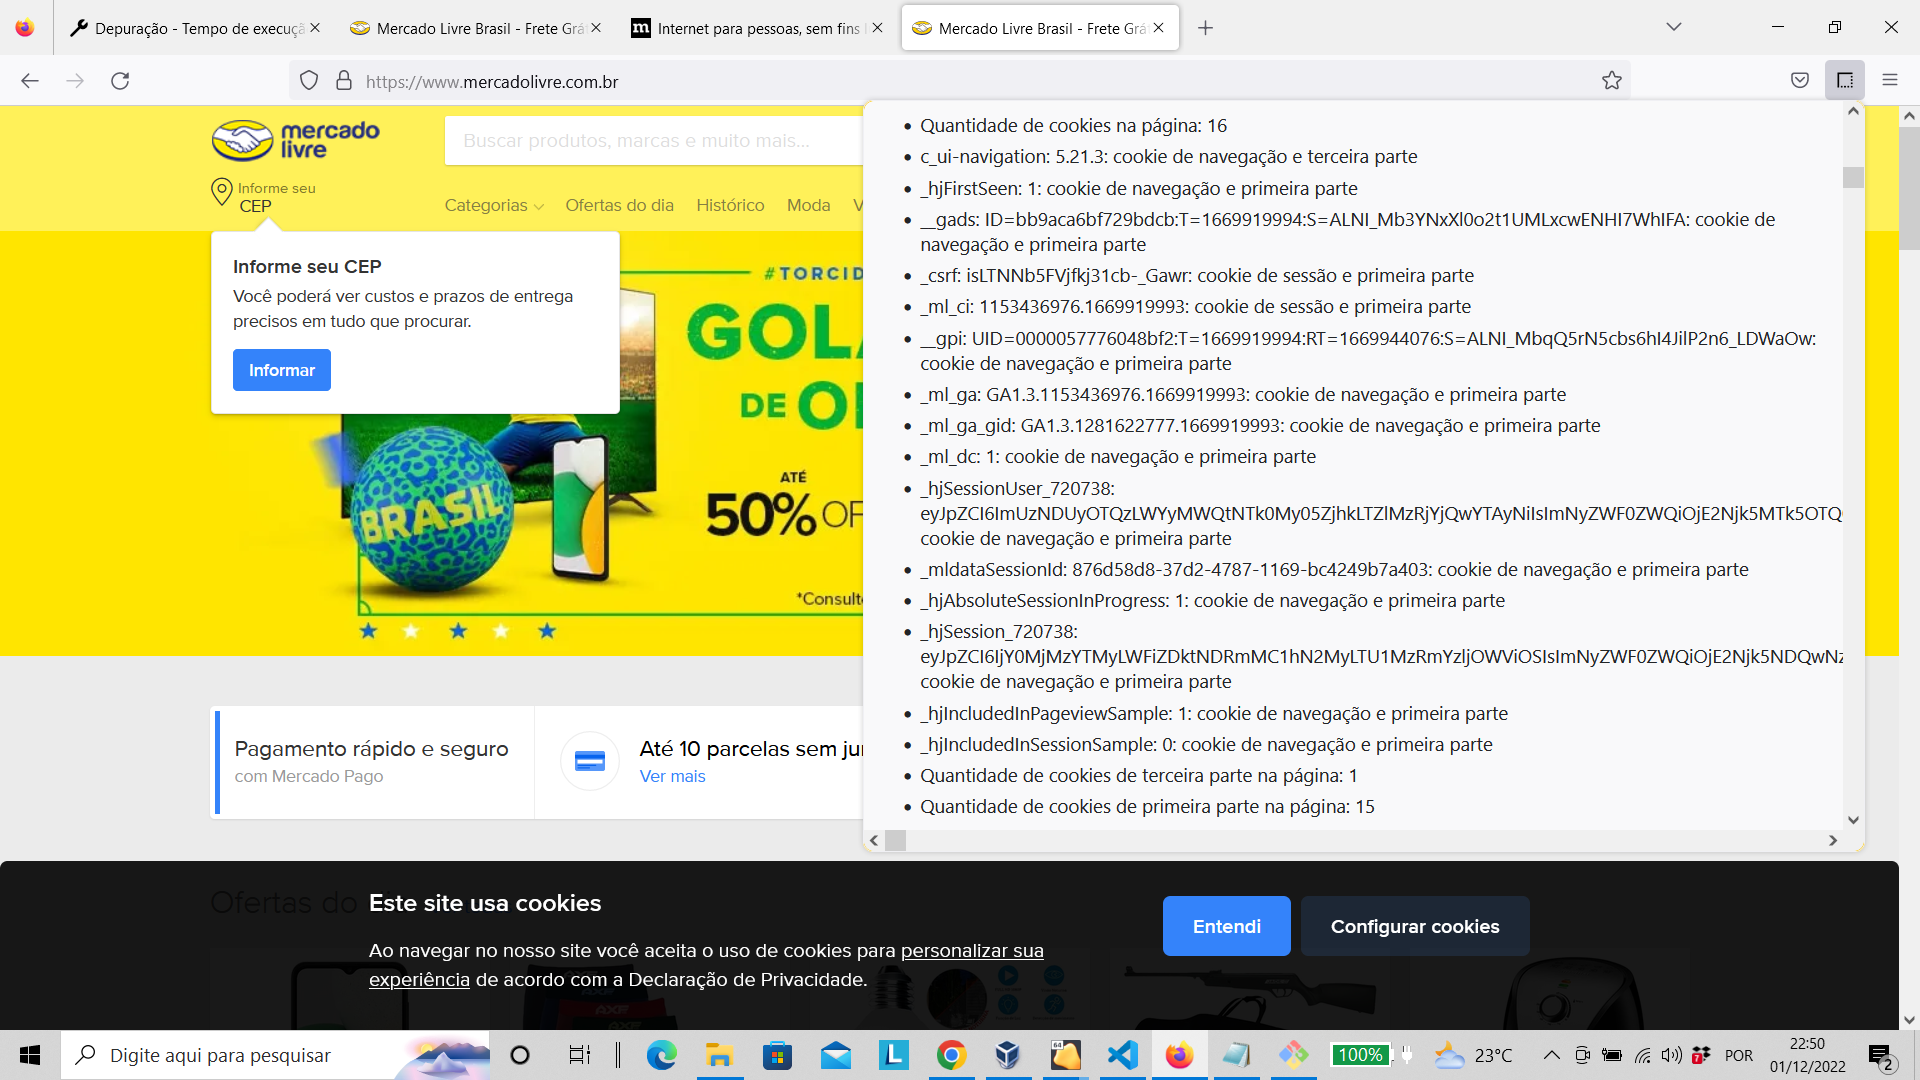 Depuração - Tempo de execuçã
Mercado Livre Brasil - Frete Grá
Internet para pessoas, sem fins
Mercado Livre Brasil - Frete Grá
https://www.mercadolivre.com.br
mercado
livre
Buscar produtos, marcas e muito mais...
Informe seu
CEP
Categorias
Ofertas do dia
Histórico
Moda
V
Informe seu CEP
Você poderá ver custos e prazos de entrega
precisos em tudo que procurar.
Informar
#TORCID
GOLA
DE OF
BRASIL
ATÉ
50% OF
*Consult
Pagamento rápido e seguro
com Mercado Pago
Até 10 parcelas sem jur
Ver mais
Quantidade de cookies na página: 16
c_ui-navigation: 5.21.3: cookie de navegação e terceira parte
_hjFirstSeen: 1: cookie de navegação e primeira parte
__gads: ID=bb9aca6bf729bdcb:T=1669919994:S=ALNI_Mb3YNxXl0o2t1UMLxcwENHI7WhIFA: cookie de
navegação e primeira parte
_csrf: isLTNNb5FVjfkj31cb-_Gawr: cookie de sessão e primeira parte
_ml_ci: 1153436976.1669919993: cookie de sessão e primeira parte
__gpi: UID=0000057776048bf2:T=1669919994:RT=1669944076:S=ALNI_MbqQ5rN5cbs6hI4JilP2n6_LDWaOw:
cookie de navegação e primeira parte
_ml_ga: GA1.3.1153436976.1669919993: cookie de navegação e primeira parte
_ml_ga_gid: GA1.3.1281622777.1669919993: cookie de navegação e primeira parte
_ml_dc: 1: cookie de navegação e primeira parte
_hjSessionUser_720738:
eyJpZCI6ImUzNDUyOTQzLWYyMWQtNTk0My05ZjhkLTZlMzRjYjQwYTAyNiIsImNyZWF0ZWQiOjE2Njk5MTk5OTQ
cookie de navegação e primeira parte
_mldataSessionId: 876d58d8-37d2-4787-1169-bc4249b7a403: cookie de navegação e primeira parte
_hjAbsoluteSessionInProgress: 1: cookie de navegação e primeira parte
_hjSession_720738:
eyJpZCI6IjY0MjMzYTMyLWFiZDktNDRmMC1hN2MyLTU1MzRmYzljOWViOSIsImNyZWF0ZWQiOjE2Njk5NDQwNz
cookie de navegação e primeira parte
_hjIncludedInPageviewSample: 1: cookie de navegação e primeira parte
_hjIncludedInSessionSample: 0: cookie de navegação e primeira parte
Quantidade de cookies de terceira parte na página: 1
Quantidade de cookies de primeira parte na página: 15
Ofertas do
Este site usa cookies
Ao navegar no nosso site você aceita o uso de cookies para personalizar sua
experiência de acordo com a Declaração de Privacidade.
Entendi
Configurar cookies
Digite aqui para pesquisar
100%
23°C
POR
22:50
01/12/2022
2